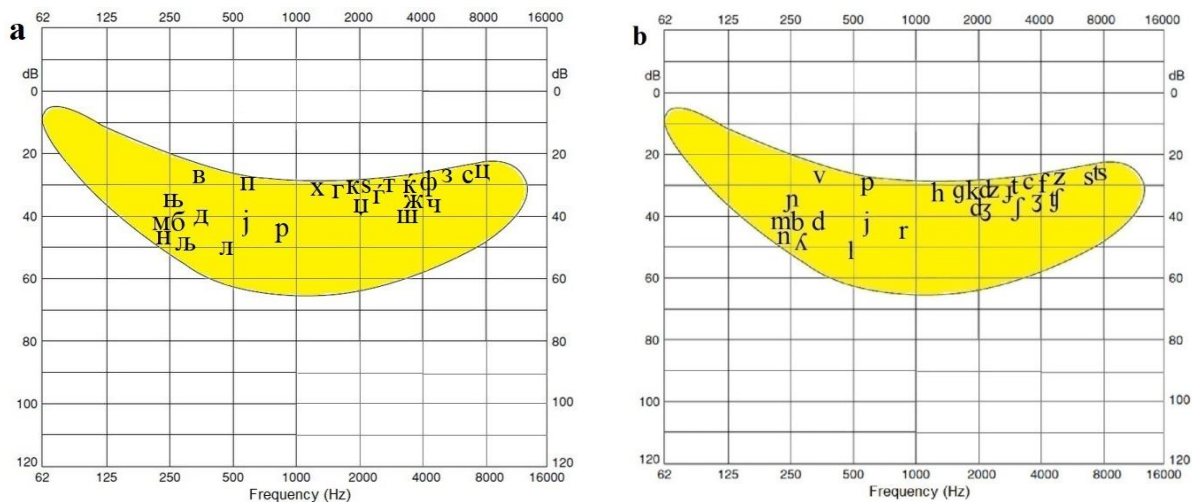 a
62 125 250 500 1000 2000 4000 8000 16000
dB dB
0 0
20 20
40 40
60 60
80 80
100 100
120 120
62 125 250 500 1000 2000 4000 8000 16000
Frequency (Hz)
в п х г к ѕ ѓ т ќ ф з с ц
њ џ ж ч
м б д ј р ш
н љ л
b
62 125 250 500 1000 2000 4000 8000 16000
dB dB
0 0
20 20
40 40
60 60
80 80
100 100
120 120
62 125 250 500 1000 2000 4000 8000 16000
Frequency (Hz)
v p h g k dz ɟ t c f z s ts
ɲ dʒ ʃ ʒ tʃ
m b d j r
n ʎ l